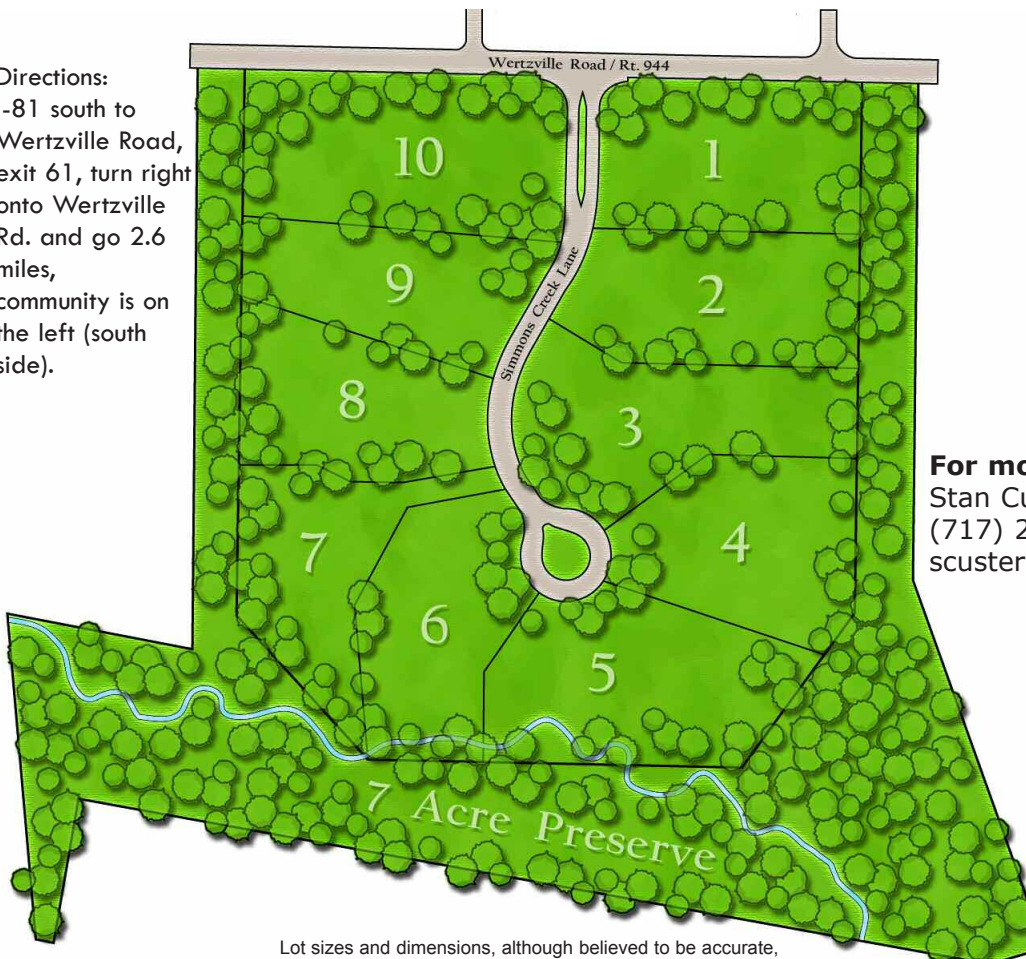 Wertzville Road / Rt. 944
Directions:
-81 south to
Wertzville Road,
exit 61, turn right
onto Wertzville
Rd. and go 2.6
miles,
community is on
the left (south
side).
10
1
9
2
Simmons Creek Lane
8
3
7
4
6
5
For mo
Stan Cu
(717) 2
scuster
7 Acre Preserve
Lot sizes and dimensions, although believed to be accurate,